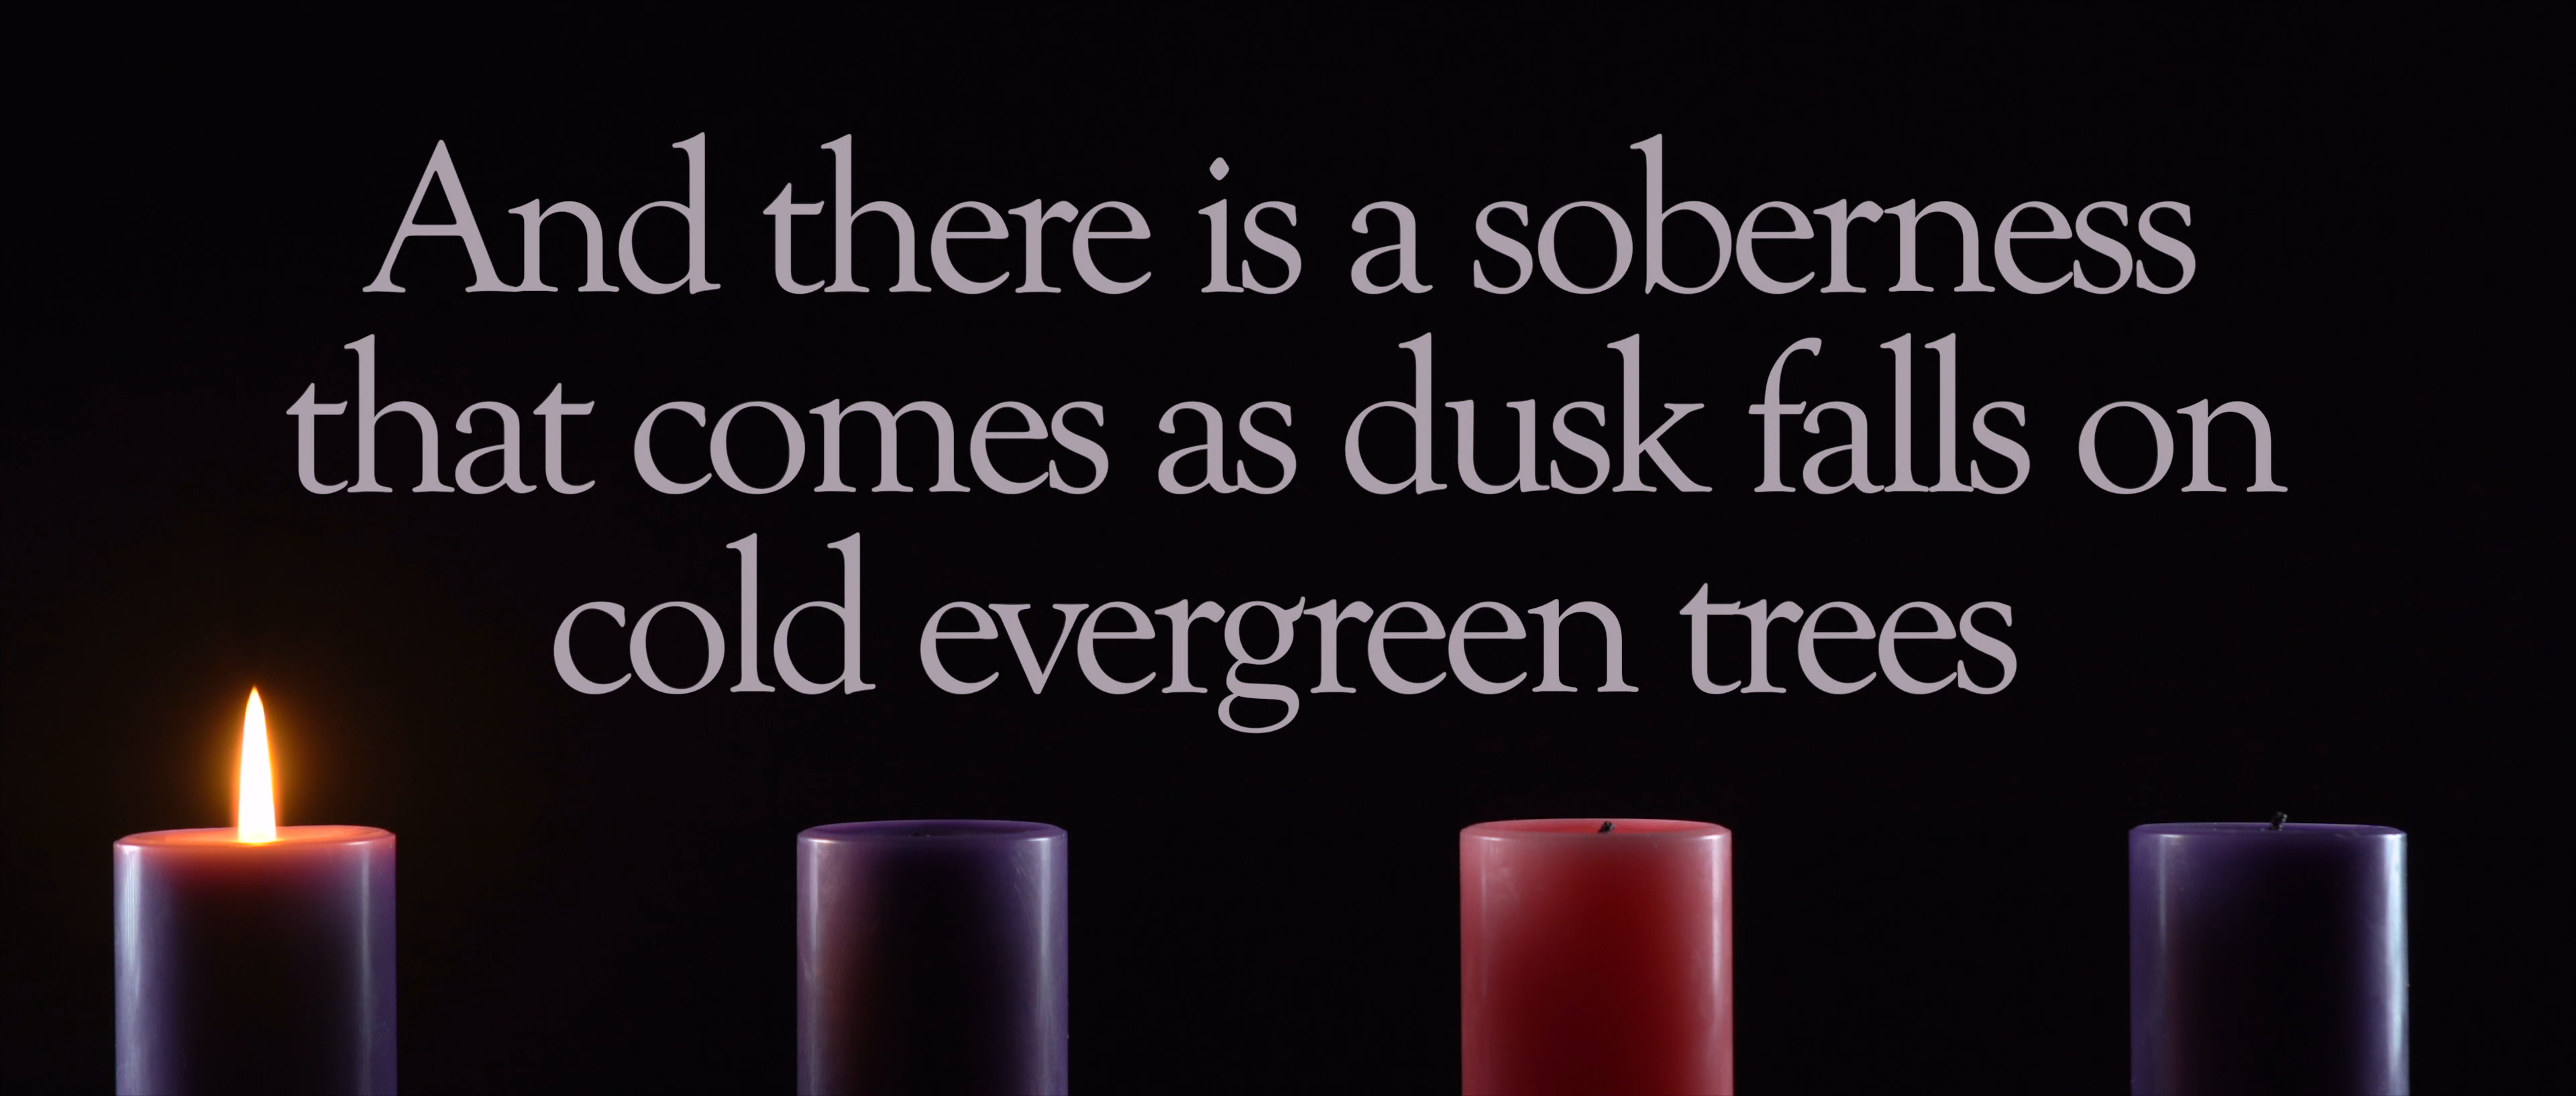 And there is a soberness
that comes as dusk falls on
cold evergreen trees